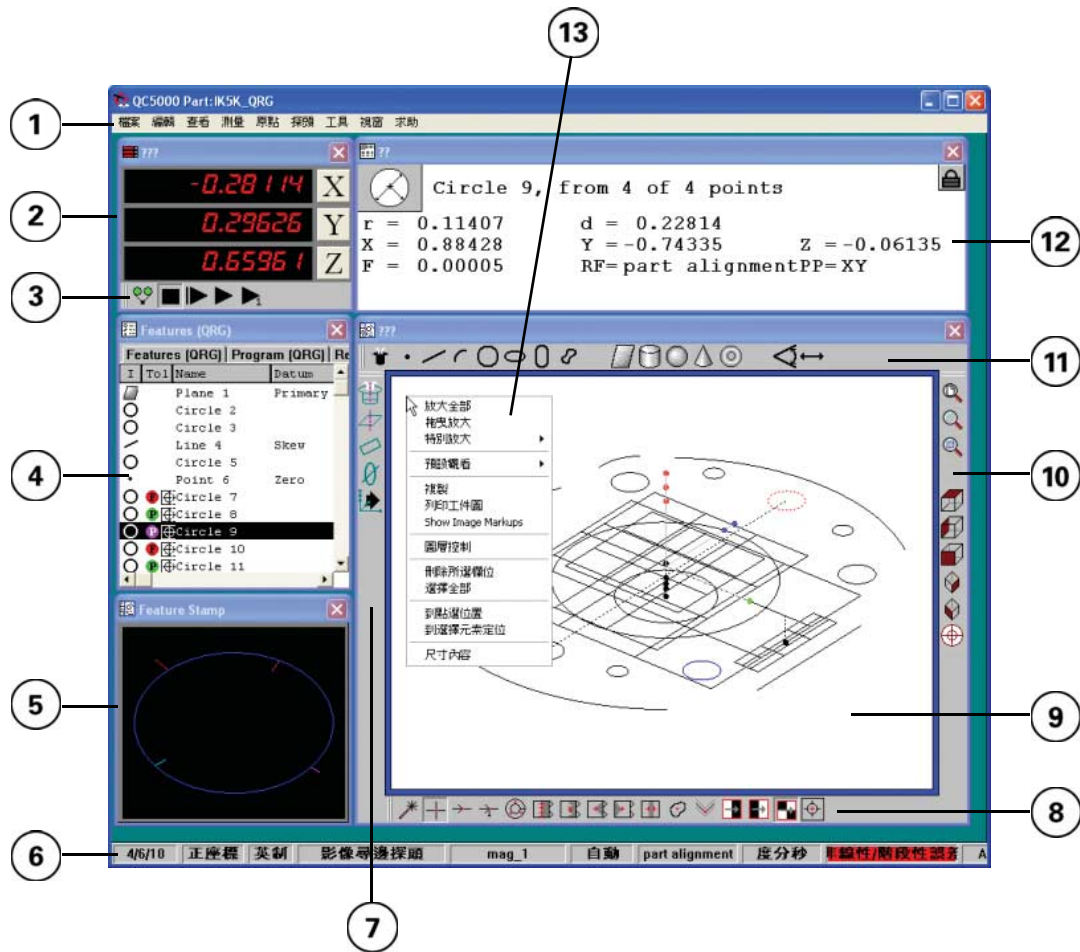 13
QC5000 Part:IK5K_QRG
1
檔案 編輯 查看 測量 原點 探頭 工具 視窗 求助
???
2
-0.28114 X
0.29626 Y
0.65961 Z
3
??
Circle 9, from 4 of 4 points
r = 0.11407 d = 0.22814
X = 0.88428 Y =-0.74335 Z =-0.06135
F = 0.00005 RF=part alignmentPP=XY
12
Features (QRG)
Features (QRG) Program (QRG) Re
I Tol Name Datum
Plane 1 Primary
Circle 2
Circle 3
Line 4 Skew
Circle 5
Point 6 Zero
P Circle 7
P Circle 8
P Circle 9
P Circle 10
P Circle 11
4
???
11
放大全部
拖曳放大
特別放大
預設觀看
複製
列印工件圖
Show Image Markups
圖層控制
刪除所選欄位
選擇全部
到點選位置
到選擇元素定位
尺寸內容
10
Feature Stamp
5
9
8
6
4/6/10 正座標 英制 影像尋邊探頭 mag_1 自動 part alignment 度分秒 線性/階段性誤差 A
7